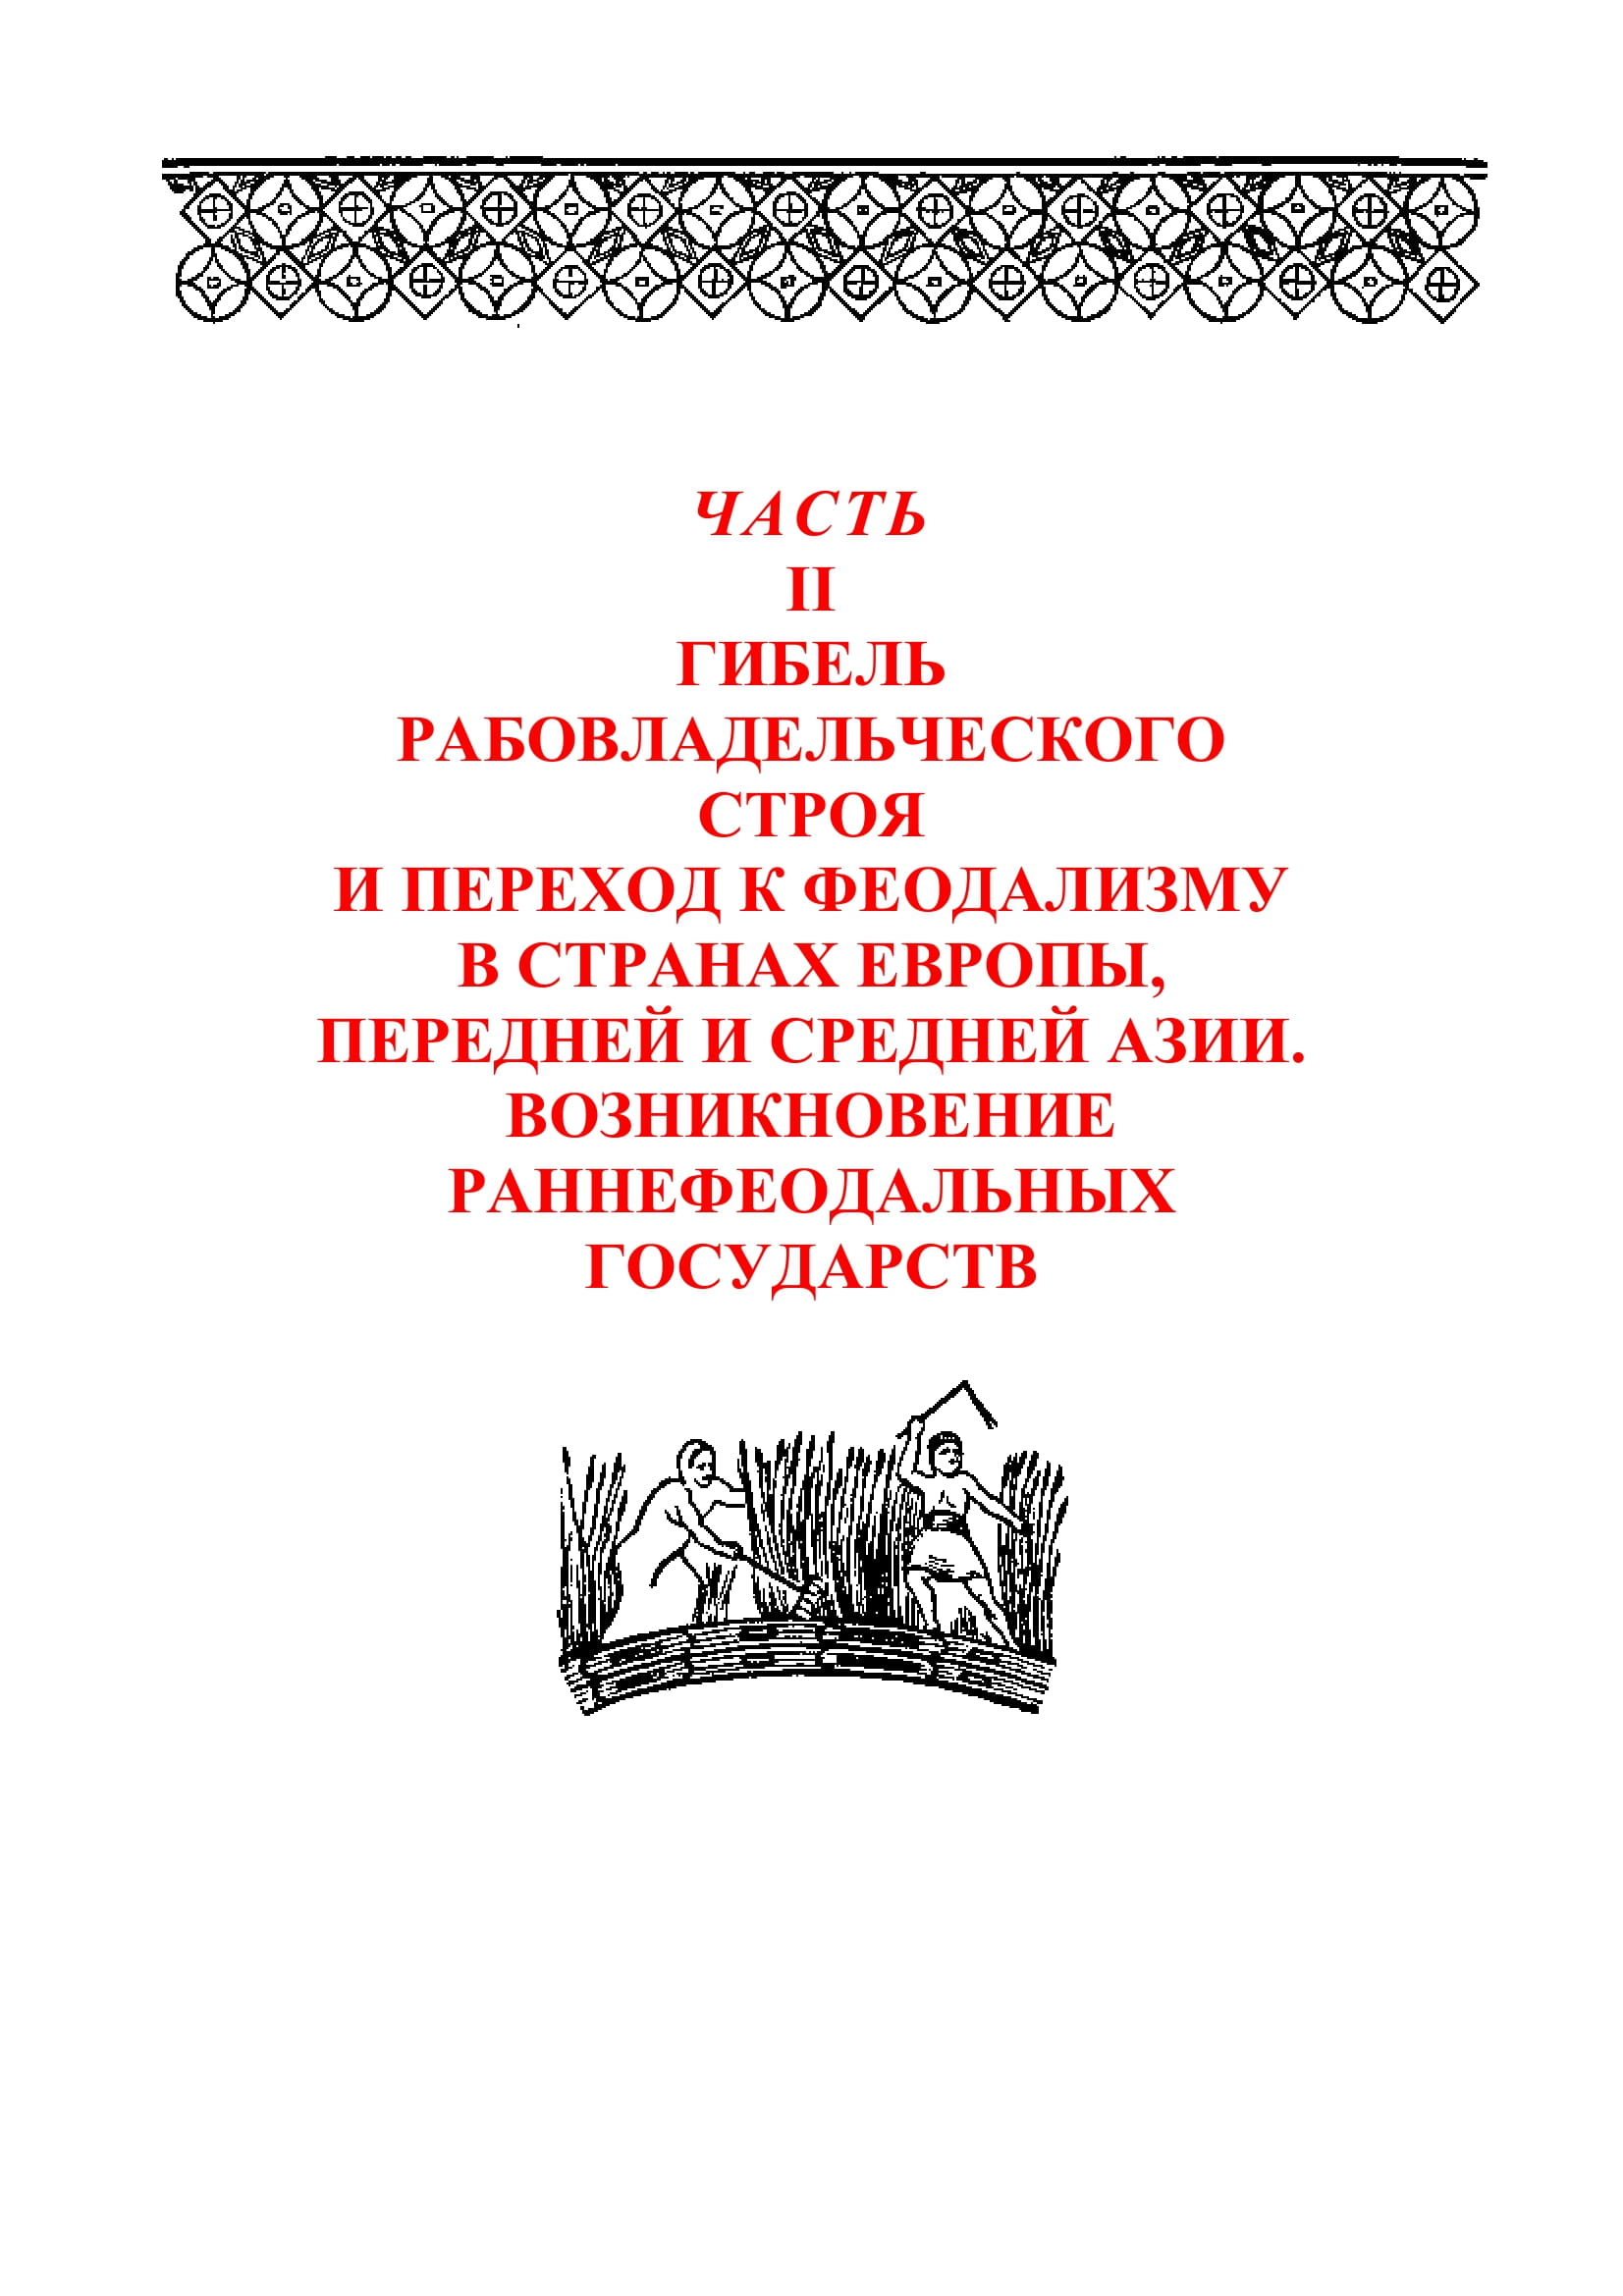 ЧАСТЬ
II
ГИБЕЛЬ
РАБОВЛАДЕЛЬЧЕСКОГО
СТРОЯ
И ПЕРЕХОД К ФЕОДАЛИЗМУ
В СТРАНАХ ЕВРОПЫ,
ПЕРЕДНЕЙ И СРЕДНЕЙ АЗИИ.
ВОЗНИКНОВЕНИЕ
РАННЕФЕОДАЛЬНЫХ
ГОСУДАРСТВ